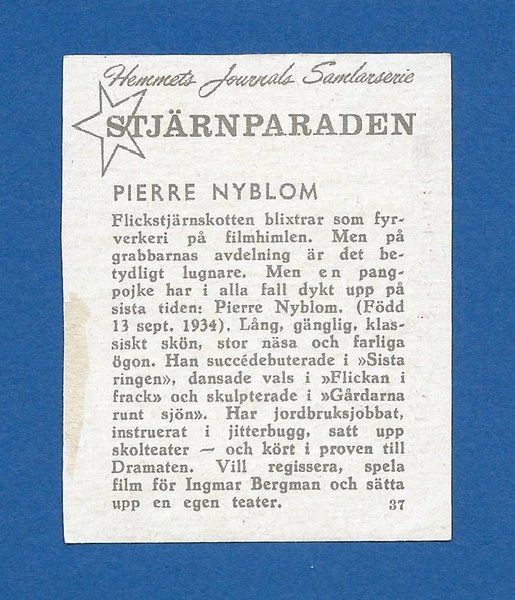 Hemmets Journals Samlarserie
STJÄRNPARADEN
PIERRE NYBLOM
Flickstjärnskotten blixtrar som fyr-
verkeri på filmhimlen. Men på
grabbarnas avdelning är det be-
tydligt lugnare. Men en pang-
pojke har i alla fall dykt upp på
sista tiden: Pierre Nyblom. (Född
13 sept. 1934). Lång, gänglig, klas-
siskt skön, stor näsa och farliga
ögon. Han succédebuterade i »Sista
ringen», dansade vals i »Flickan i
frack» och skulpterade i »Gårdarna
runt sjön». Har jordbruksjobbat,
instruerat i jitterbugg, satt upp
skolteater — och kört i proven till
Dramaten. Vill regissera, spela
film för Ingmar Bergman och sätta
upp en egen teater. 37